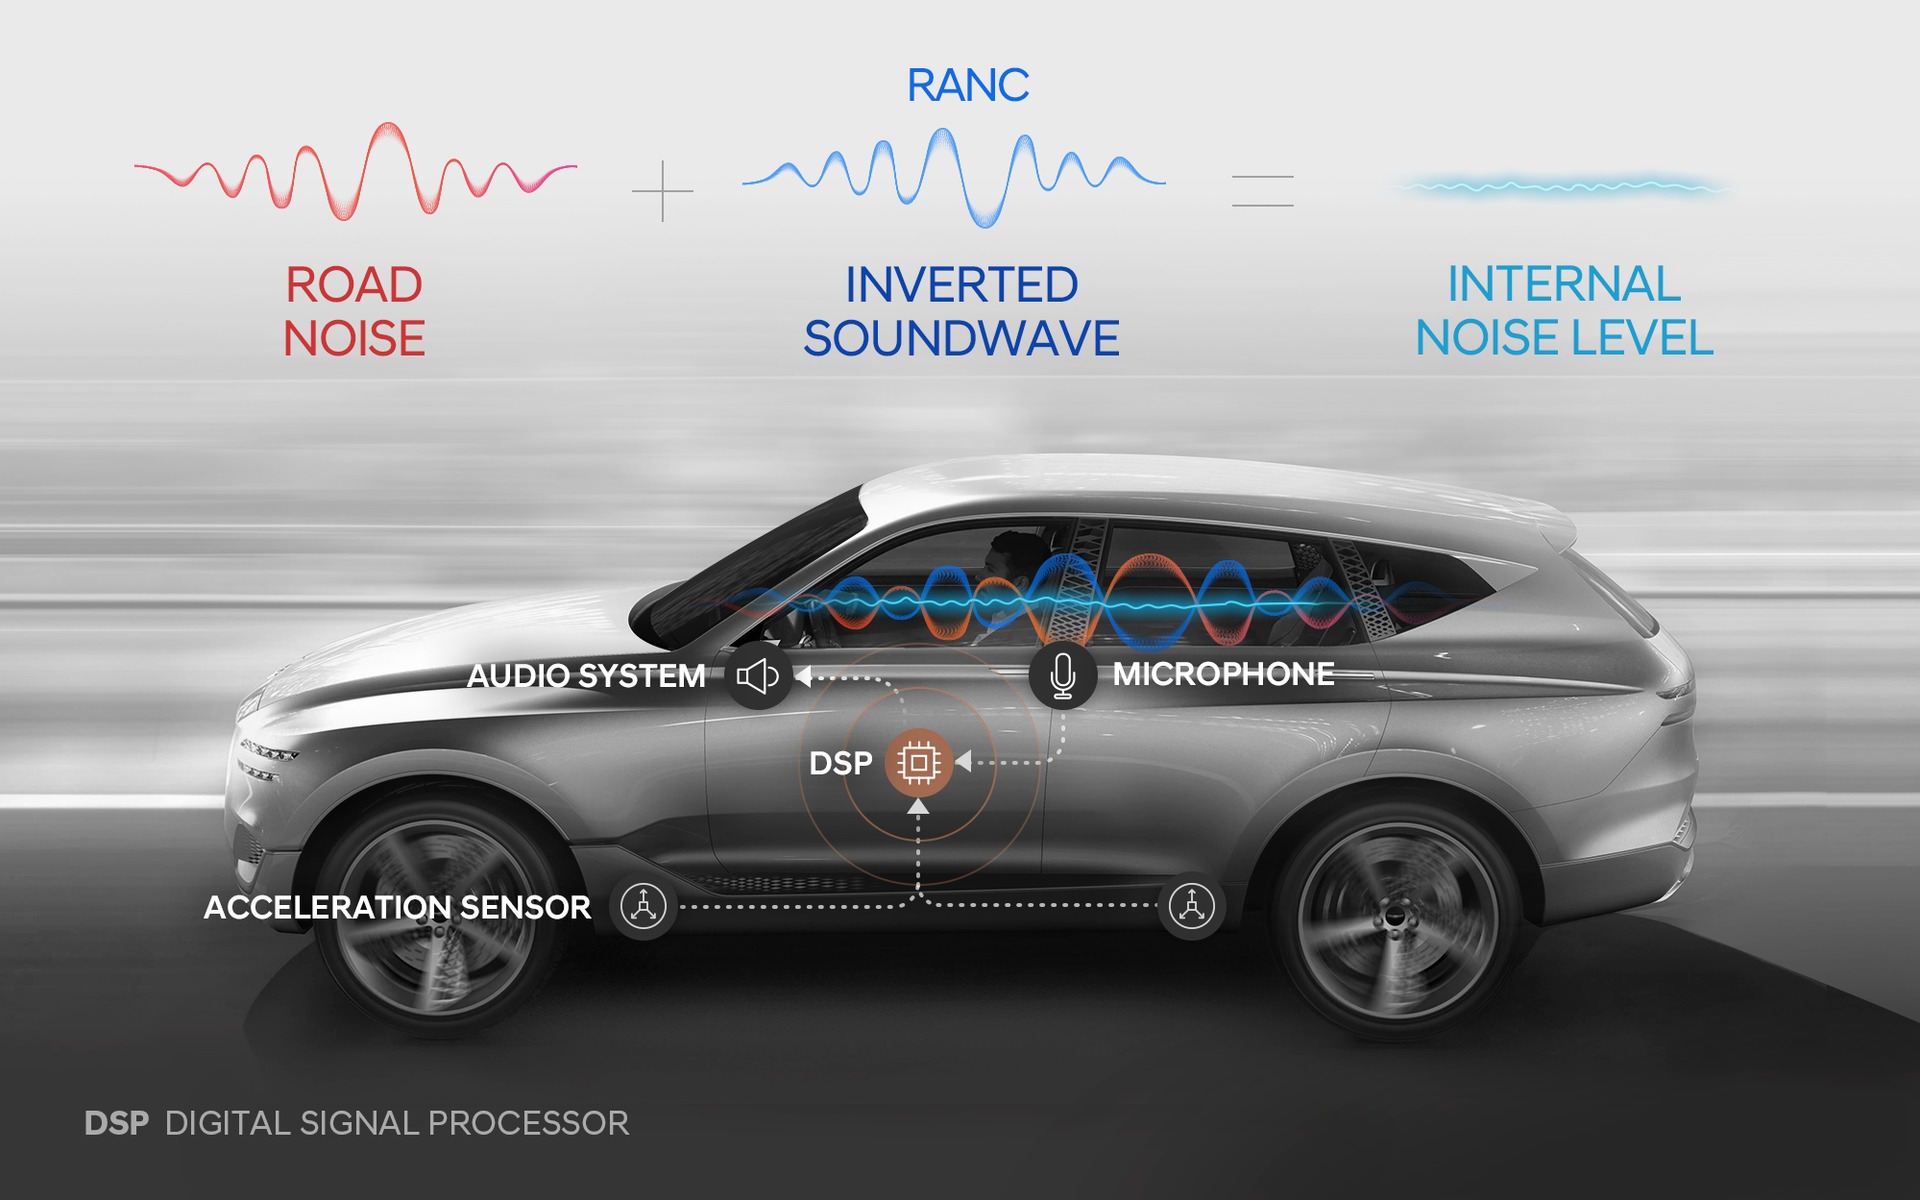 RANC
ROAD
NOISE
INVERTED
SOUNDWAVE
INTERNAL
NOISE LEVEL
AUDIO SYSTEM
MICROPHONE
DSP
ACCELERATION SENSOR
DSP DIGITAL SIGNAL PROCESSOR